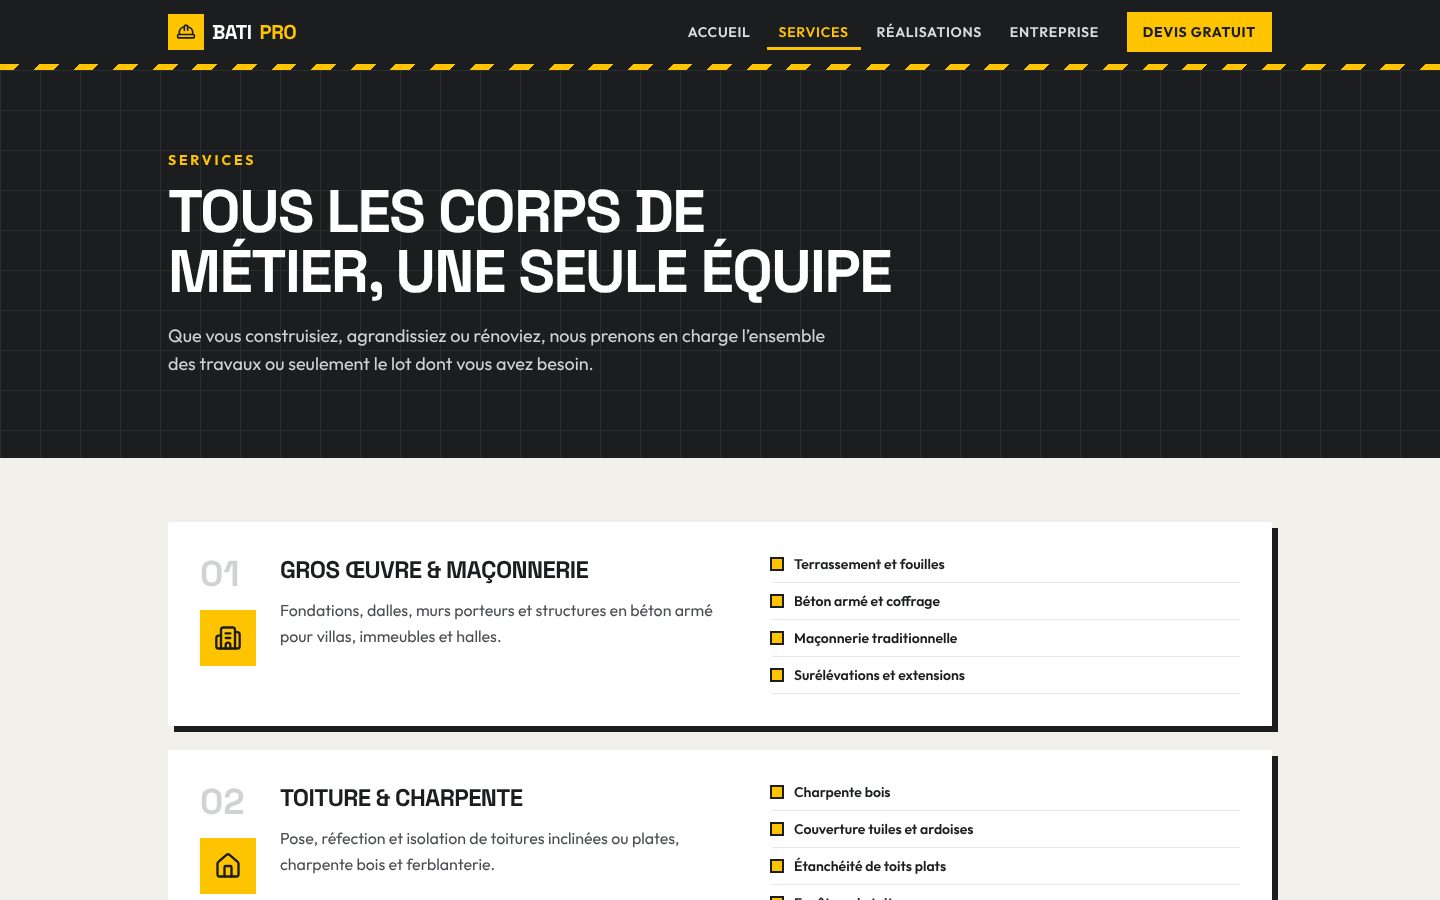 BATI PRO
ACCUEIL
SERVICES
RÉALISATIONS
ENTREPRISE
DEVIS GRATUIT
SERVICES
TOUS LES CORPS DE
MÉTIER, UNE SEULE ÉQUIPE
Que vous construisiez, agrandissiez ou rénoviez, nous prenons en charge l’ensemble
des travaux ou seulement le lot dont vous avez besoin.
01
GROS ŒUVRE & MAÇONNERIE
Fondations, dalles, murs porteurs et structures en béton armé
pour villas, immeubles et halles.
Terrassement et fouilles
Béton armé et coffrage
Maçonnerie traditionnelle
Surélévations et extensions
02
TOITURE & CHARPENTE
Pose, réfection et isolation de toitures inclinées ou plates,
charpente bois et ferblanterie.
Charpente bois
Couverture tuiles et ardoises
Étanchéité de toits plats